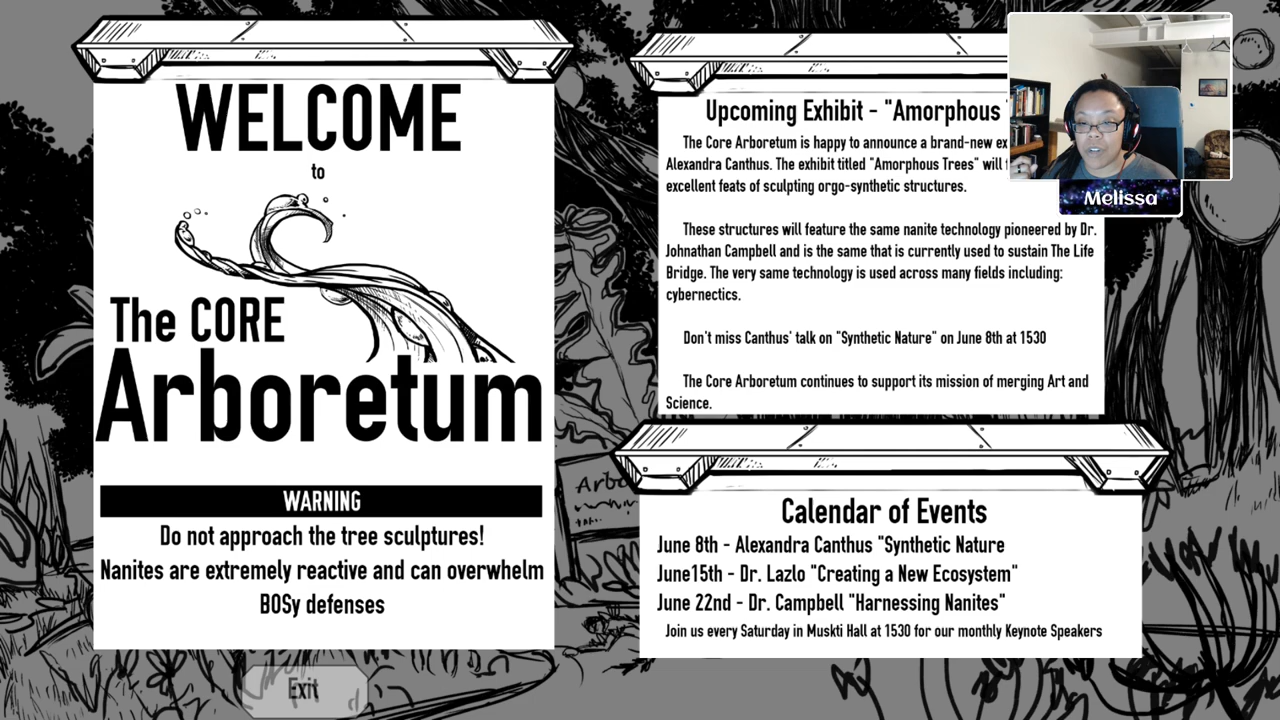 WELCOME
to
The CORE
Arboretum
WARNING
Do not approach the tree sculptures!
Nanites are extremely reactive and can overwhelm
BOSy defenses
Exit
Upcoming Exhibit - "Amorphous
The Core Arboretum is happy to announce a brand-new
Alexandra Canthus. The exhibit titled "Amorphous Trees" will
excellent feats of sculpting orgo-synthetic structures.
These structures will feature the same nanite technology pioneered by Dr.
Johnathan Campbell and is the same that is currently used to sustain The Life
Bridge. The very same technology is used across many fields including:
cybernectics.
Don't miss Canthus' talk on "Synthetic Nature" on June 8th at 1530
The Core Arboretum continues to support its mission of merging Art and
Science.
Melissa
Arbo
Calendar of Events
June 8th - Alexandra Canthus "Synthetic Nature
June15th - Dr. Lazlo "Creating a New Ecosystem"
June 22nd - Dr. Campbell "Harnessing Nanites"
Join us every Saturday in Muskti Hall at 1530 for our monthly Keynote Speakers